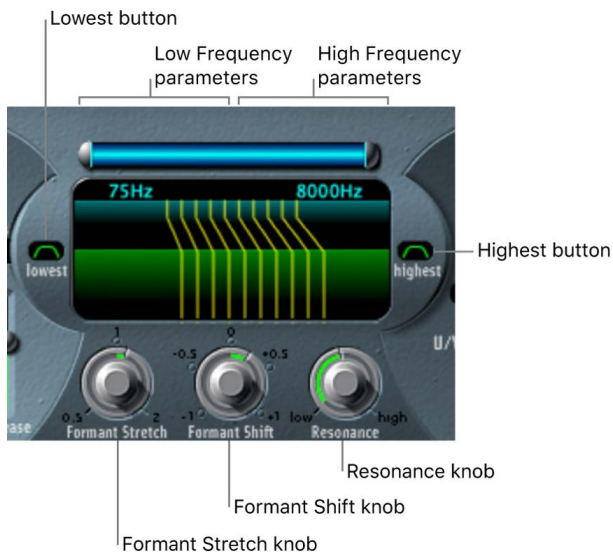 Lowest button
Low Frequency
parameters
High Frequency
parameters
75Hz
8000Hz
lowest
highest
Highest button
U/V
1
0
-0.5
+0.5
0.5
2
-1
+1
low
high
ease
Formant Stretch
Formant Shift
Resonance
Resonance knob
Formant Shift knob
Formant Stretch knob